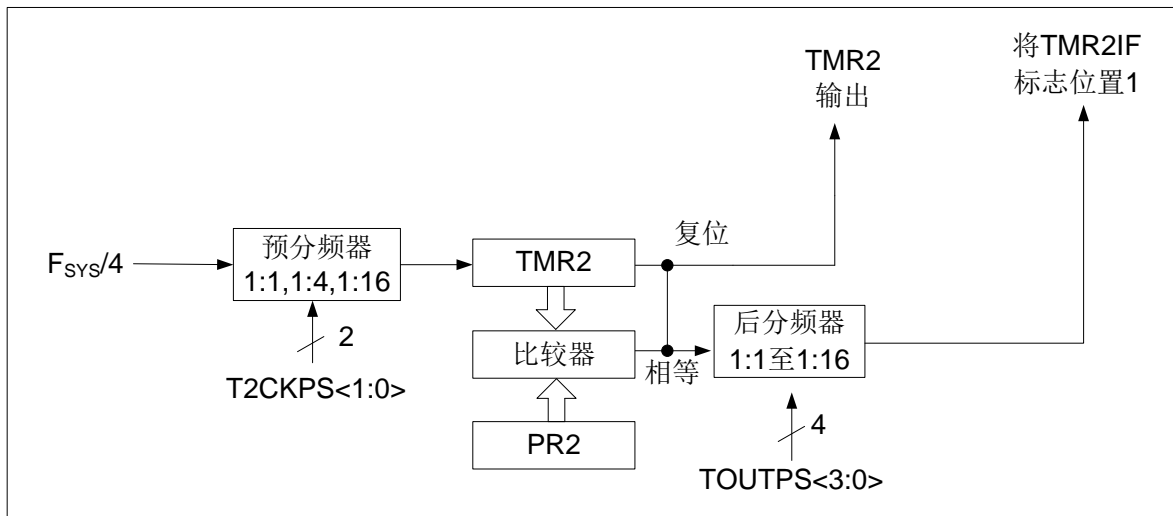 TMR2
输出
将TMR2IF
标志位置1
FSYS/4
预分频器
1:1,1:4,1:16
TMR2
复位
2
T2CKPS<1:0>
比较器
相等
后分频器
1:1至1:16
PR2
4
TOUTPS<3:0>